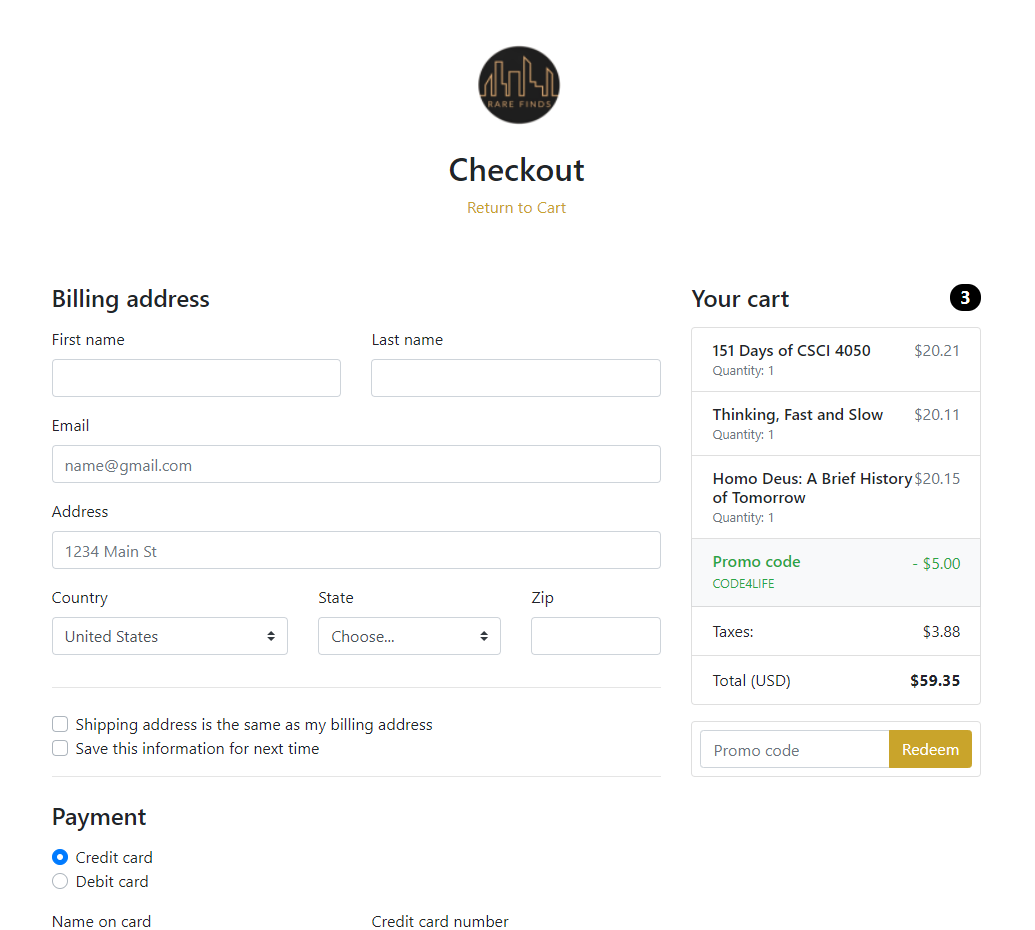 RARE FINDS
Checkout
Return to Cart
Billing address
First name
Last name
Email
name@gmail.com
Address
1234 Main St
Country
State
Zip
United States
Choose...
Shipping address is the same as my billing address
Save this information for next time
Payment
Credit card
Debit card
Name on card
Credit card number
Your cart
3
151 Days of CSCI 4050
$20.21
Quantity: 1
Thinking, Fast and Slow
$20.11
Quantity: 1
Homo Deus: A Brief History
$20.15
of Tomorrow
Quantity: 1
Promo code
- $5.00
CODE4LIFE
Taxes:
$3.88
Total (USD)
$59.35
Promo code
Redeem